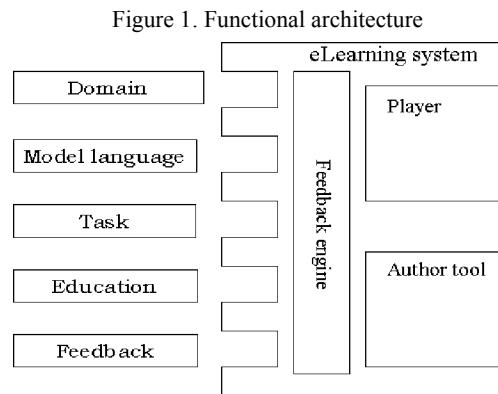 Figure 1. Functional architecture
eLearning system
Domain
Model language
Task
Education
Feedback
Feedback engine
Player
Author tool